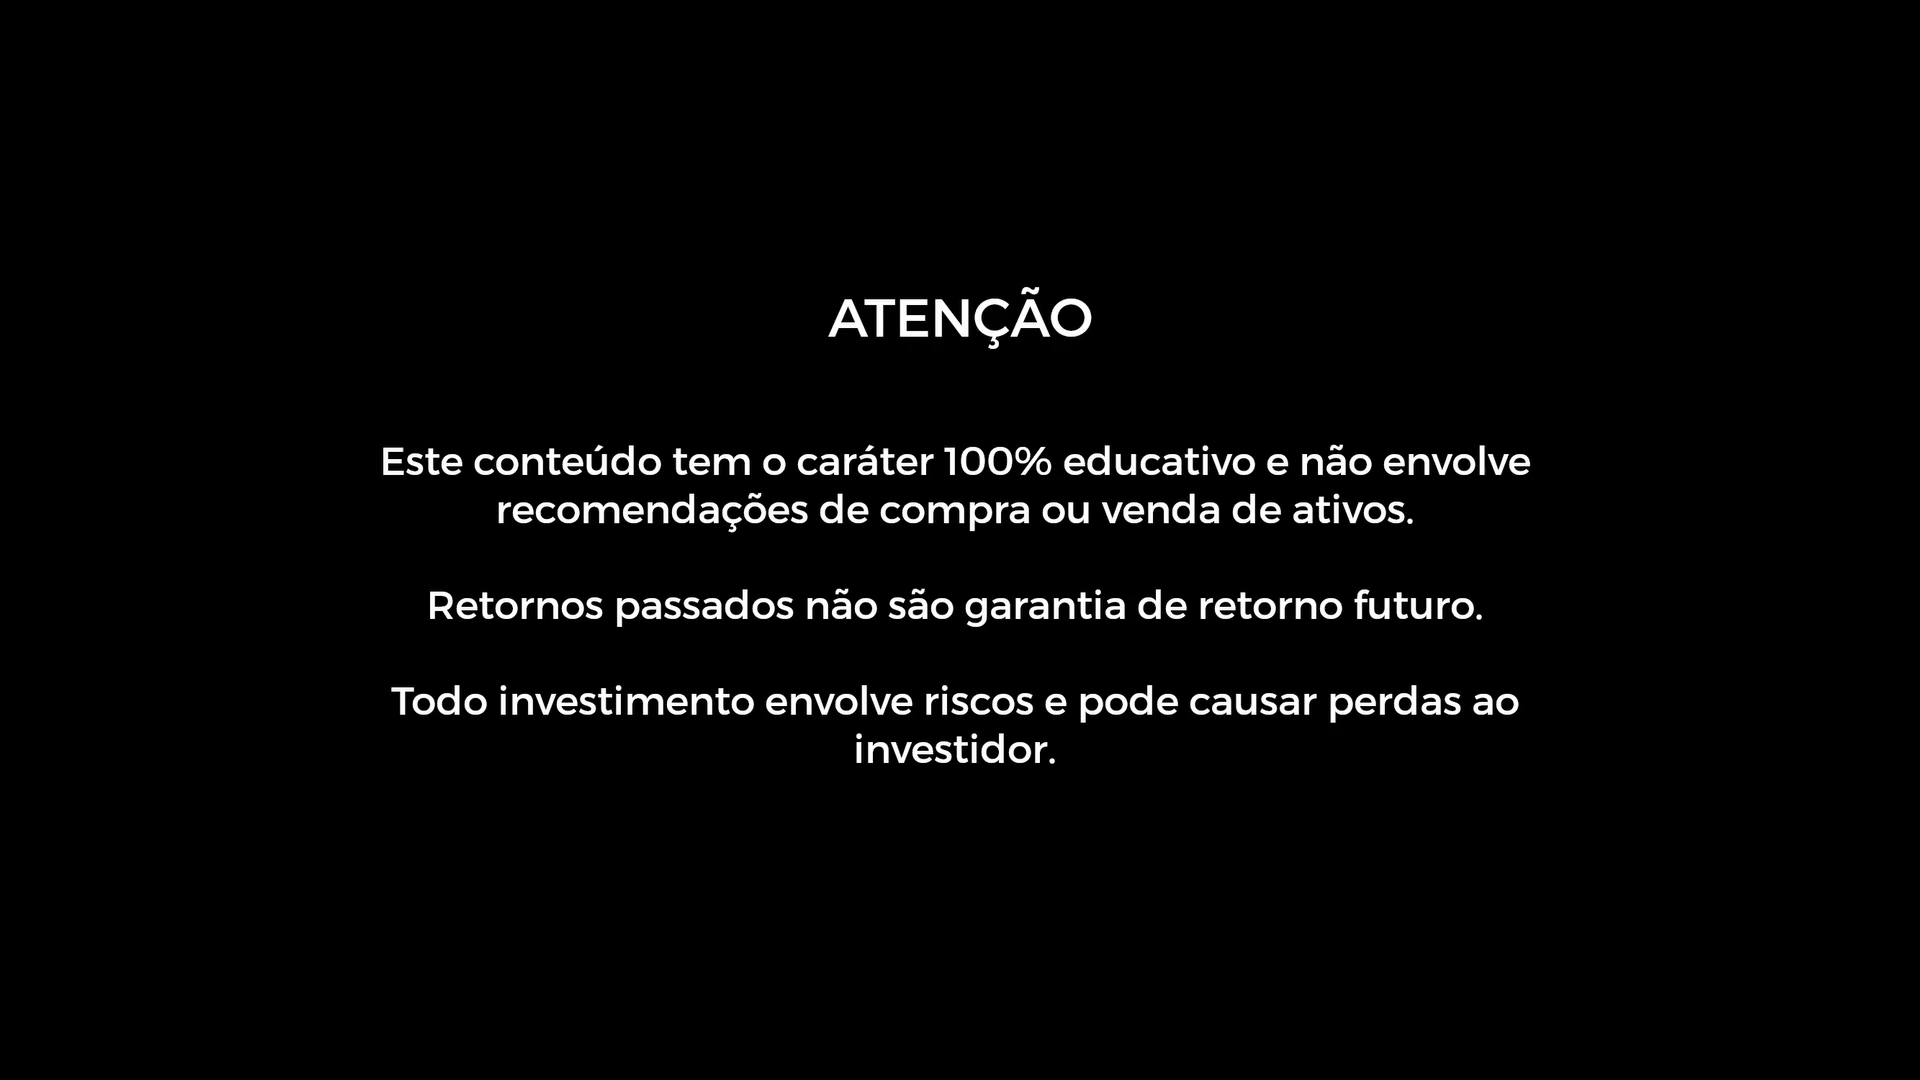 ATENÇÃO
Este conteúdo tem o caráter 100% educativo e não envolve
recomendações de compra ou venda de ativos.
Retornos passados não são garantia de retorno futuro.
Todo investimento envolve riscos e pode causar perdas ao
investidor.